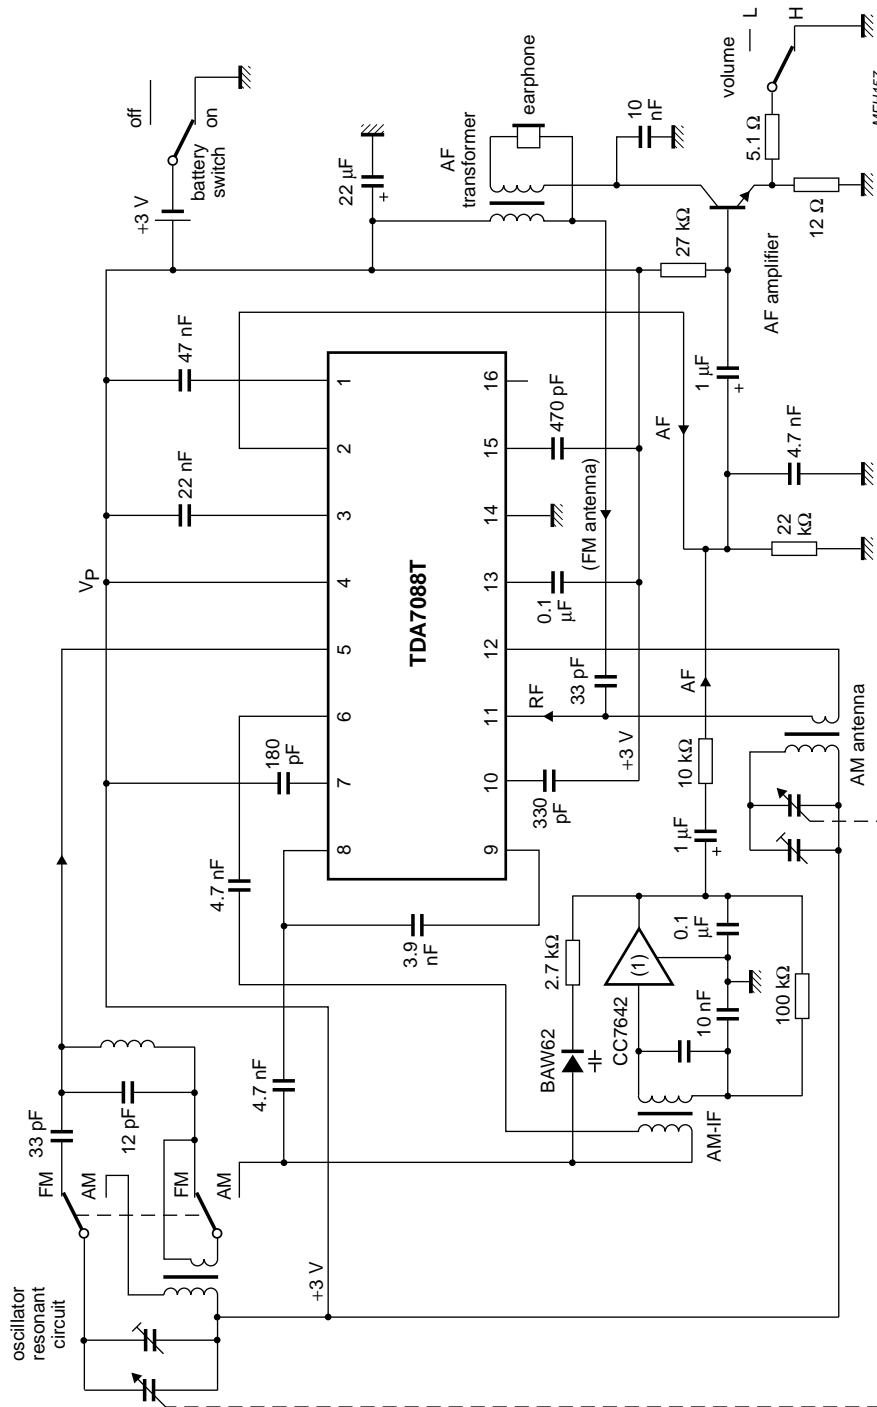 oscillator
resonant
circuit
FM
AM
FM
AM
33 pF
12 pF
+3 V
4.7 nF
4.7 nF
3.9
nF
180
pF
VP
22 nF
47 nF
+3 V
battery
switch
off
on
22 µF
+
AF
transformer
earphone
10
nF
8
7
6
5
4
3
2
1
TDA7088T
9
10
11
12
13
14
15
16
330
pF
+3 V
RF
33 pF
(FM antenna)
0.1
µF
470 pF
AF
27 kΩ
AF amplifier
12 Ω
5.1 Ω
volume
L
H
1 µF
+
4.7 nF
22
kΩ
AF
10 kΩ
1 µF
+
AM antenna
BAW62
2.7 kΩ
CC7642
(1)
10 nF
0.1
µF
100 kΩ
AM-IF